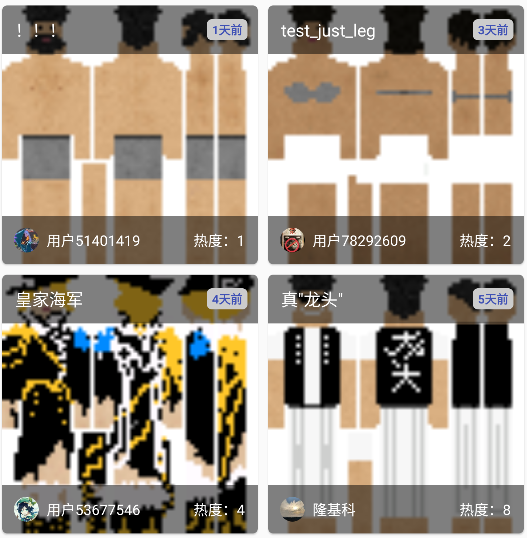 ！！！
1天前
test_just_leg
3天前
用户51401419
热度：1
用户78292609
热度：2
皇家海军
4天前
真"龙头"
5天前
龙
头
用户53677546
热度：4
隆基科
热度：8